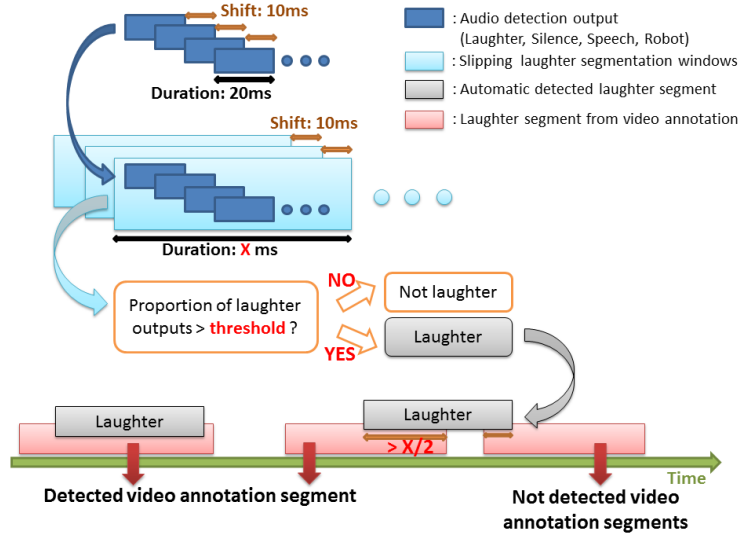 Shift: 10ms
: Audio detection output
(Laughter, Silence, Speech, Robot)
: Slipping laughter segmentation windows
: Automatic detected laughter segment
: Laughter segment from video annotation
Duration: 20ms
Shift: 10ms
Duration: X ms
Proportion of laughter
outputs > threshold ?
NO
Not laughter
YES
Laughter
Laughter
Laughter
> X/2
Time
Detected video annotation segment
Not detected video
annotation segments